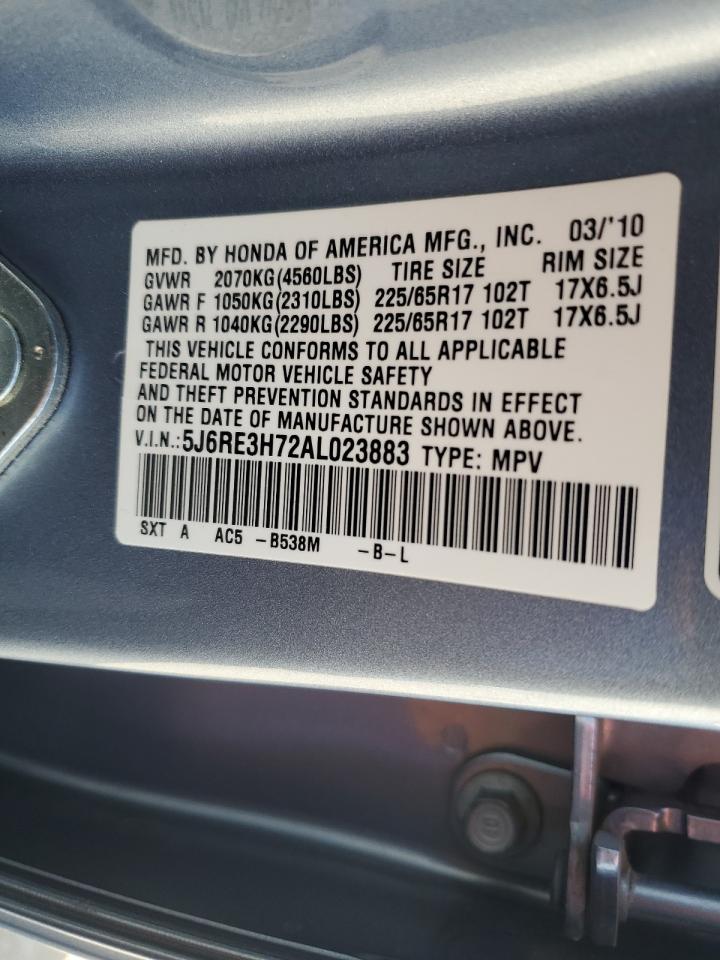 MFD. BY HONDA OF AMERICA MFG., INC. 03/'10
GVWR 2070KG(4560LBS) TIRE SIZE RIM SIZE
GAWR F 1050KG(2310LBS) 225/65R17 102T 17X6.5J
GAWR R 1040KG(2290LBS) 225/65R17 102T 17X6.5J
THIS VEHICLE CONFORMS TO ALL APPLICABLE
FEDERAL MOTOR VEHICLE SAFETY
AND THEFT PREVENTION STANDARDS IN EFFECT
ON THE DATE OF MANUFACTURE SHOWN ABOVE.
V.I.N.:5J6RE3H72AL023883 TYPE: MPV
SXT A AC5 -B538M -B-L